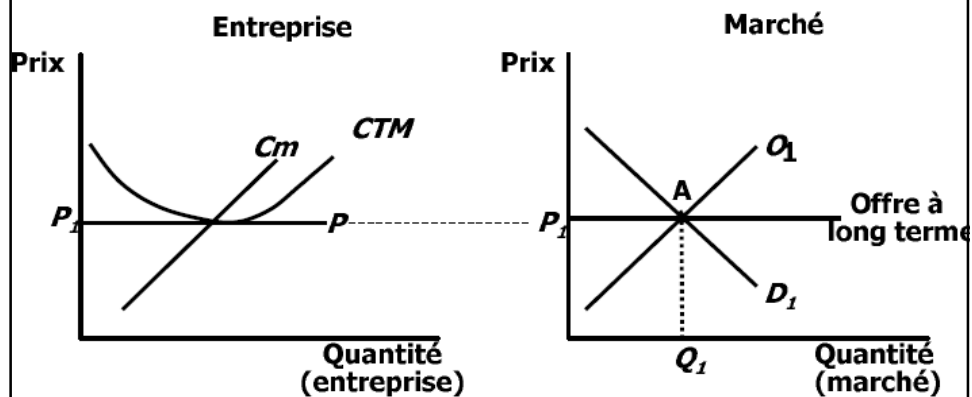 Entreprise
Prix
CTM
Cm
P1
P
Quantité
(entreprise)
Marché
Prix
O1
A
P1
Offre à
long terme
D1
Q1
Quantité
(marché)